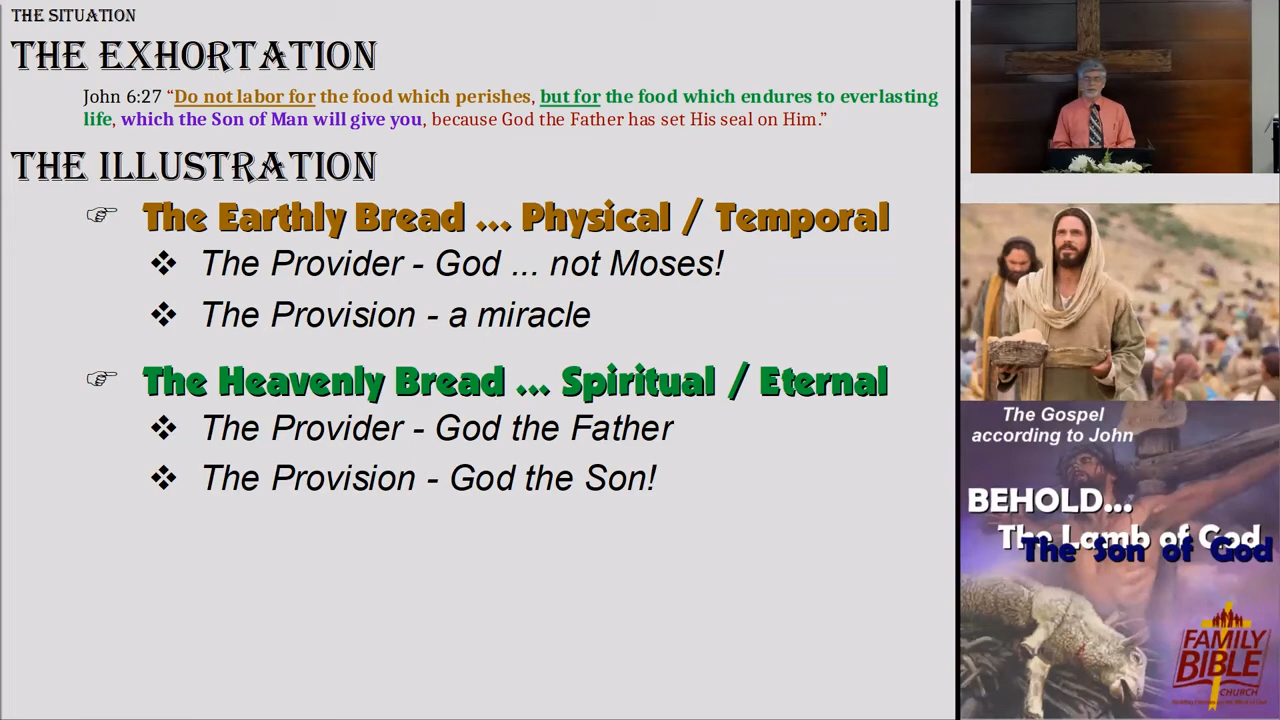 THE SITUATION
THE EXHORTATION
John 6:27 “Do not labor for the food which perishes, but for the food which endures to everlasting
life, which the Son of Man will give you, because God the Father has set His seal on Him.”
THE ILLUSTRATION
The Earthly Bread ... Physical / Temporal
The Provider - God ... not Moses!
The Provision - a miracle
The Heavenly Bread ... Spiritual / Eternal
The Provider - God the Father
The Provision - God the Son!
The Gospel
according to John
BEHOLD...
The Lamb of God
The Son of God
FAMILY
BIBLE
CHURCH